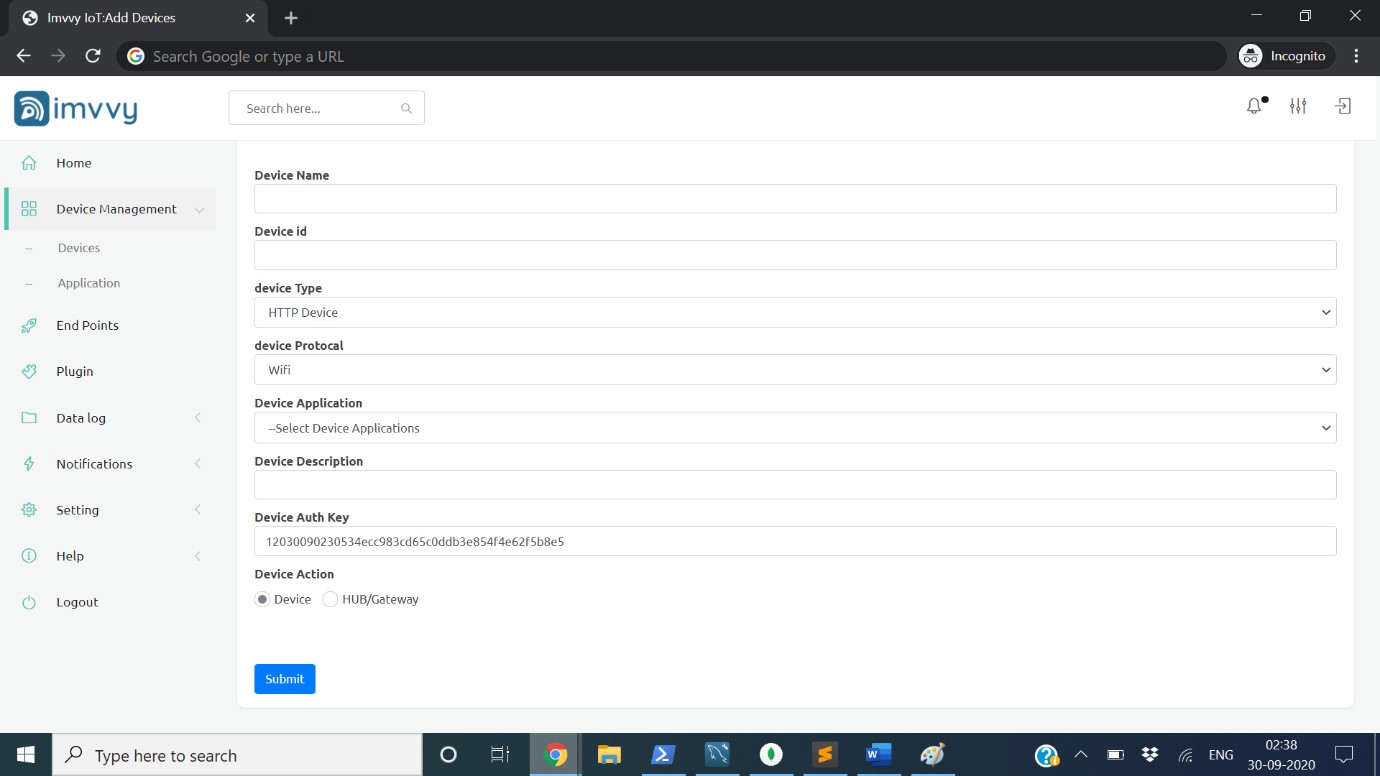 Imvvy IoT:Add Devices
Search Google or type a URL
Incognito
imvvy
Search here...
Home
Device Management
Devices
Application
End Points
Plugin
Data log
Notifications
Setting
Help
Logout
Device Name
Device id
device Type
HTTP Device
device Protocal
Wifi
Device Application
--Select Device Applications
Device Description
Device Auth Key
12030090230534ecc983cd65c0ddb3e854f4e62f5b8e5
Device Action
Device HUB/Gateway
Submit
Type here to search
ENG
02:38
30-09-2020